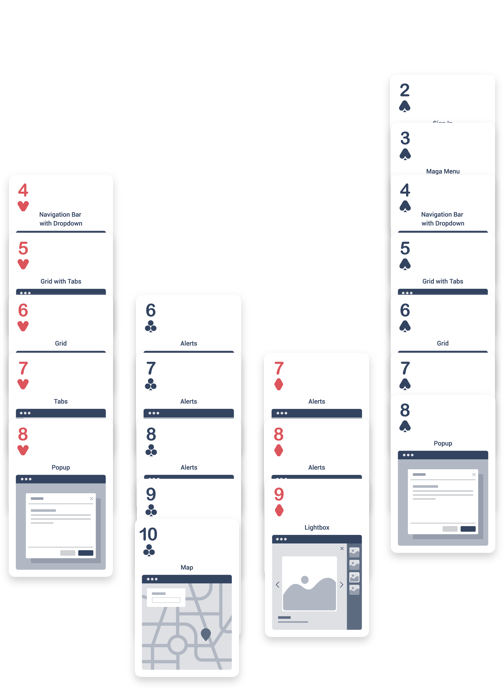 4
Navigation Bar
with Dropdown
5
Grid with Tabs
6
Grid
7
Tabs
8
Popup
6
Alerts
7
Alerts
8
Alerts
9
10
Map
7
Alerts
8
Alerts
9
Lightbox
2
Sign In
3
Maga Menu
4
Navigation Bar
with Dropdown
5
Grid with Tabs
6
Grid
7
8
Popup